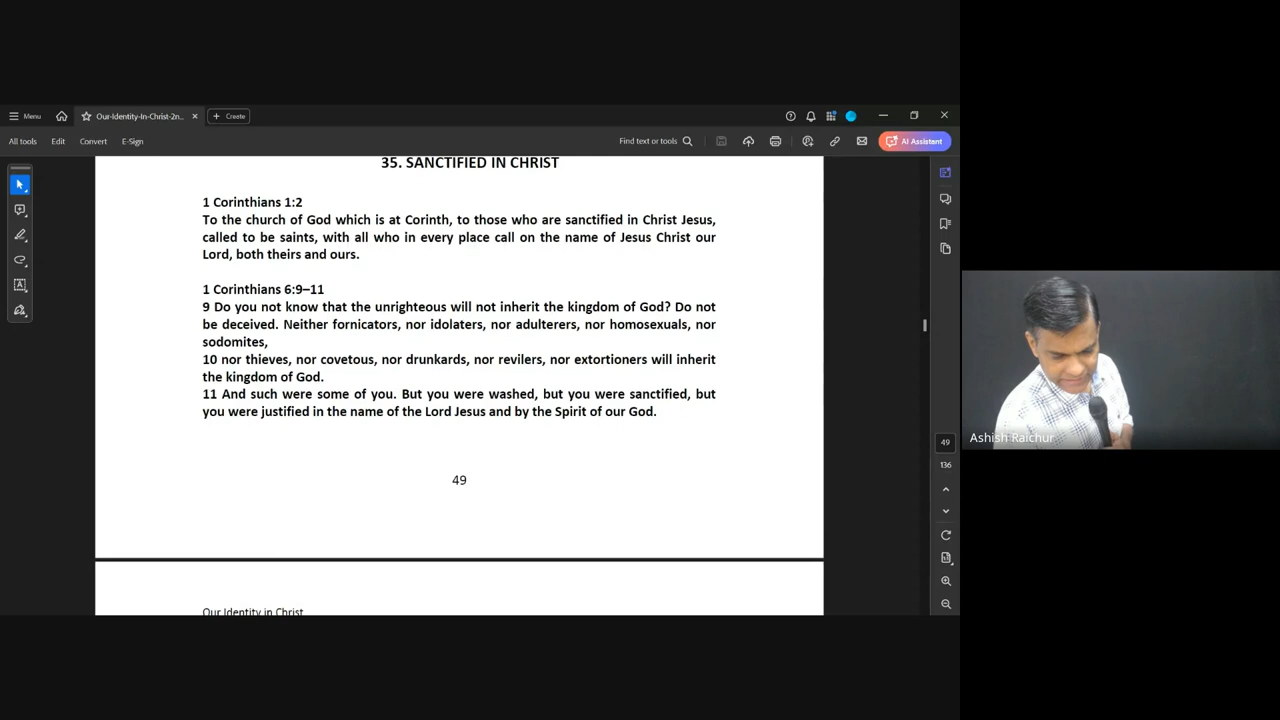 Menu
Our-Identity-In-Christ-2n...
Create
All tools
Edit
Convert
E-Sign
Find text or tools
AI Assistant
35. SANCTIFIED IN CHRIST
1 Corinthians 1:2
To the church of God which is at Corinth, to those who are sanctified in Christ Jesus,
called to be saints, with all who in every place call on the name of Jesus Christ our
Lord, both theirs and ours.
1 Corinthians 6:9–11
9 Do you not know that the unrighteous will not inherit the kingdom of God? Do not
be deceived. Neither fornicators, nor idolaters, nor adulterers, nor homosexuals, nor
sodomites,
10 nor thieves, nor covetous, nor drunkards, nor revilers, nor extortioners will inherit
the kingdom of God.
11 And such were some of you. But you were washed, but you were sanctified, but
you were justified in the name of the Lord Jesus and by the Spirit of our God.
49
Our Identity in Christ
49
136
Ashish Raichur